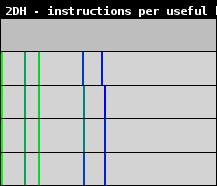 2DH - instructions per useful